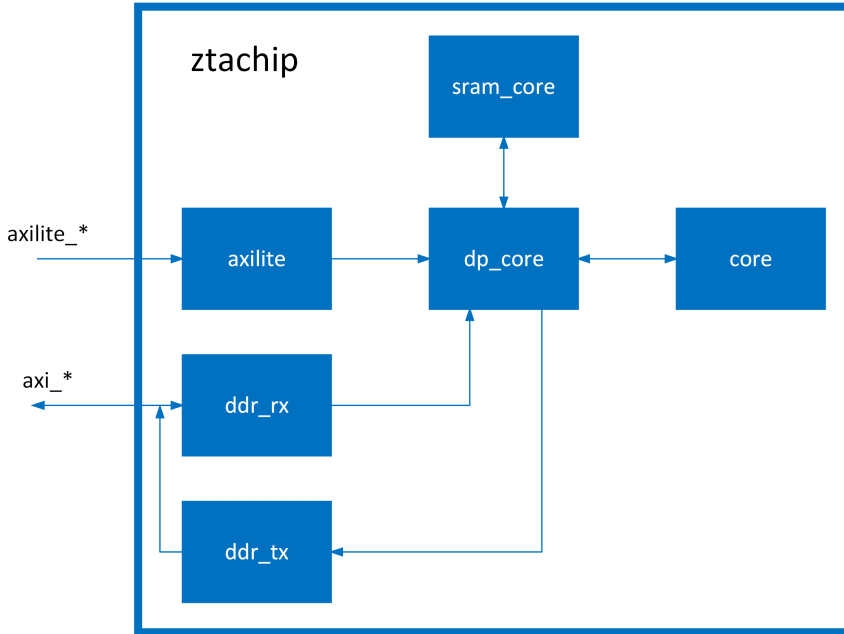 ztachip
sram_core
axilite_*
axilite
dp_core
core
axi_*
ddr_rx
ddr_tx